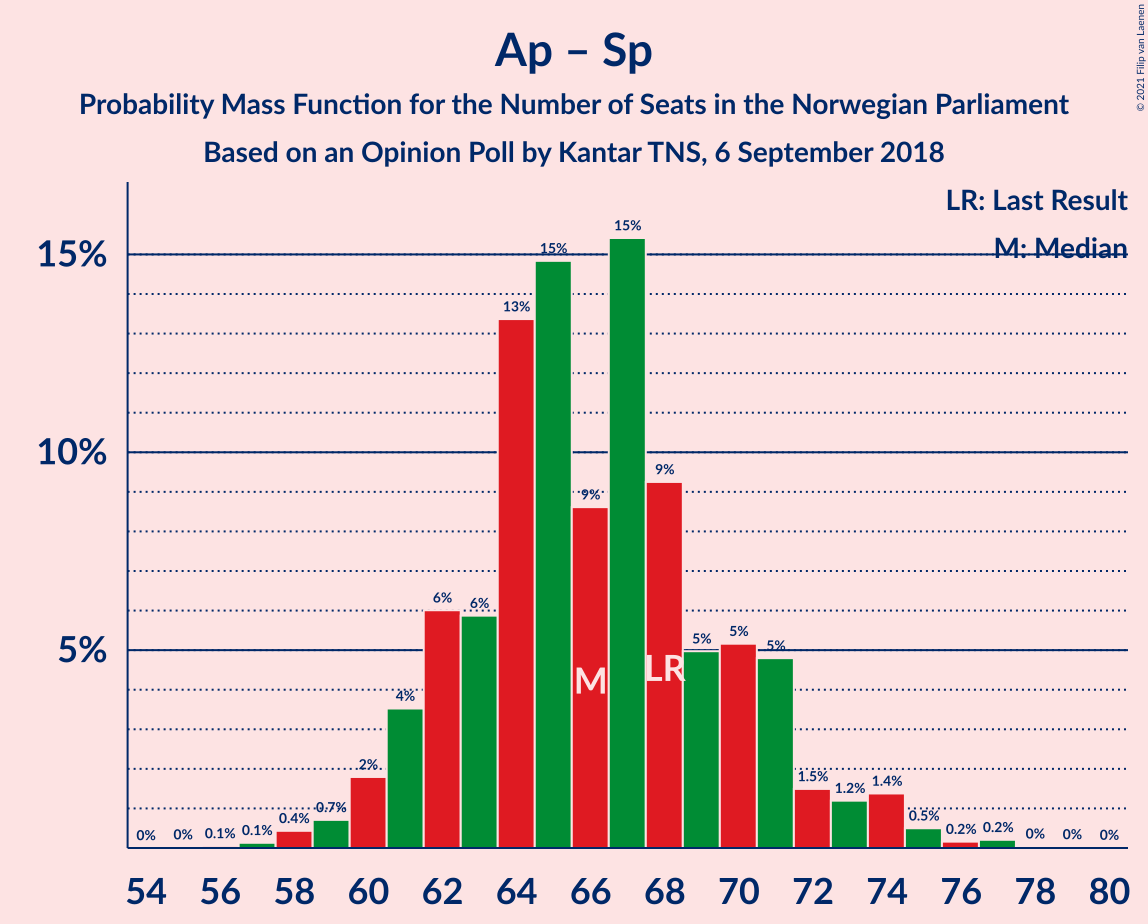 Ap – Sp
Probability Mass Function for the Number of Seats in the Norwegian Parliament
Based on an Opinion Poll by Kantar TNS, 6 September 2018
© 2021 Filip van Laenen
LR: Last Result
M: Median
15%
10%
5%
0% 0% 0.1% 0.1% 0.4% 0.7% 2% 4% 6% 6% 13% 15% 9% 15% 9% 5% 5% 5% 1.5% 1.2% 1.4% 0.5% 0.2% 0.2% 0% 0% 0%
M LR
54 56 58 60 62 64 66 68 70 72 74 76 78 80